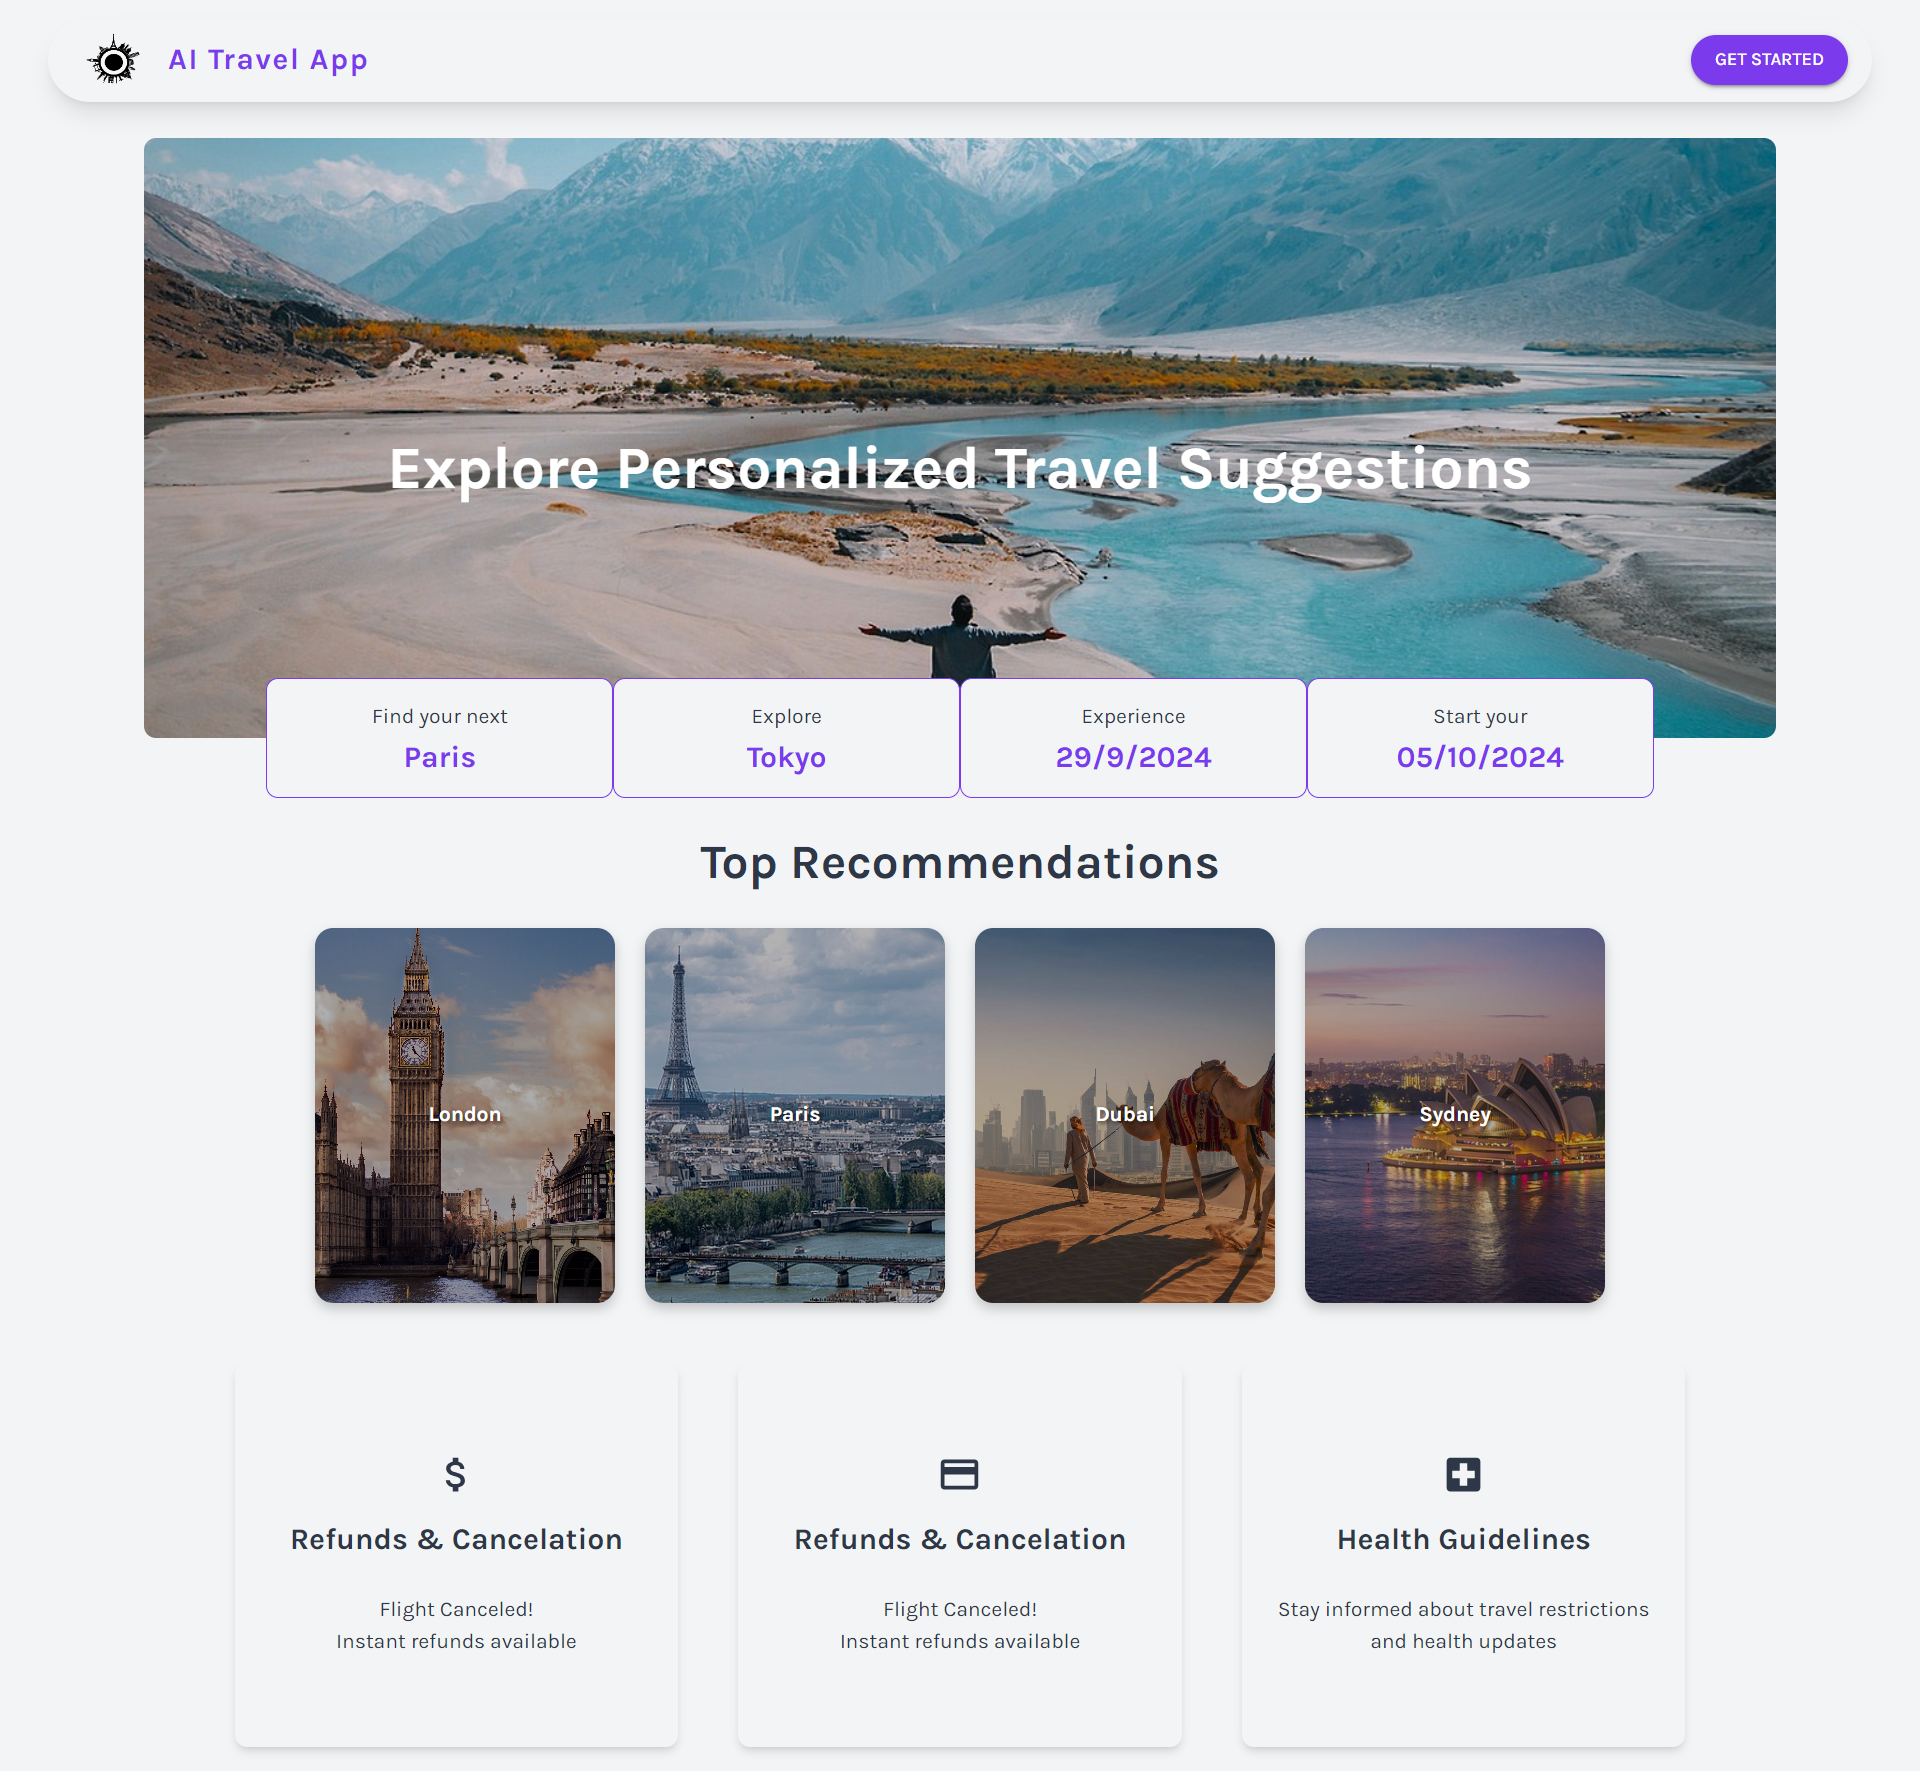 AI Travel App
GET STARTED
Explore Personalized Travel Suggestions
Find your next
Paris
Explore
Tokyo
Experience
29/9/2024
Start your
05/10/2024
Top Recommendations
London
Paris
Dubai
Sydney
Refunds & Cancelation
Flight Canceled!
Instant refunds available
Refunds & Cancelation
Flight Canceled!
Instant refunds available
Health Guidelines
Stay informed about travel restrictions
and health updates